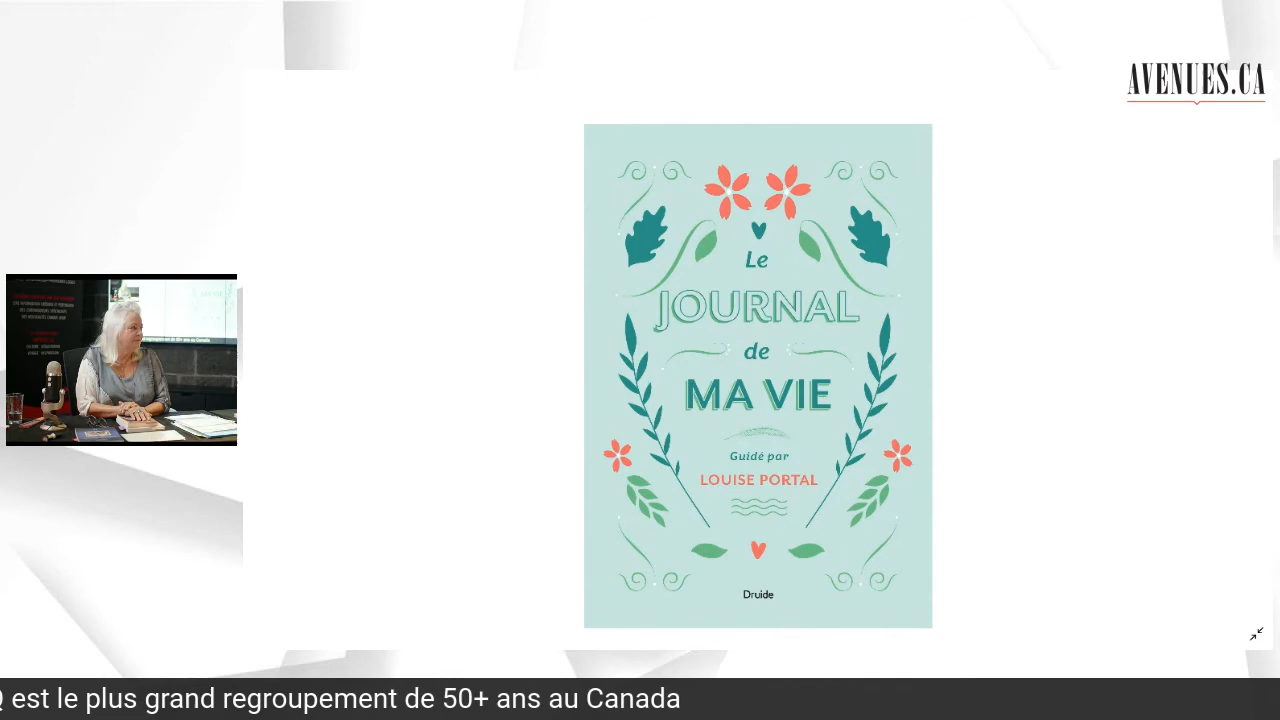 AVENUES.CA
Le
JOURNAL
de
MA VIE
Guidé par
LOUISE PORTAL
Druide
est le plus grand regroupement de 50+ ans au Canada